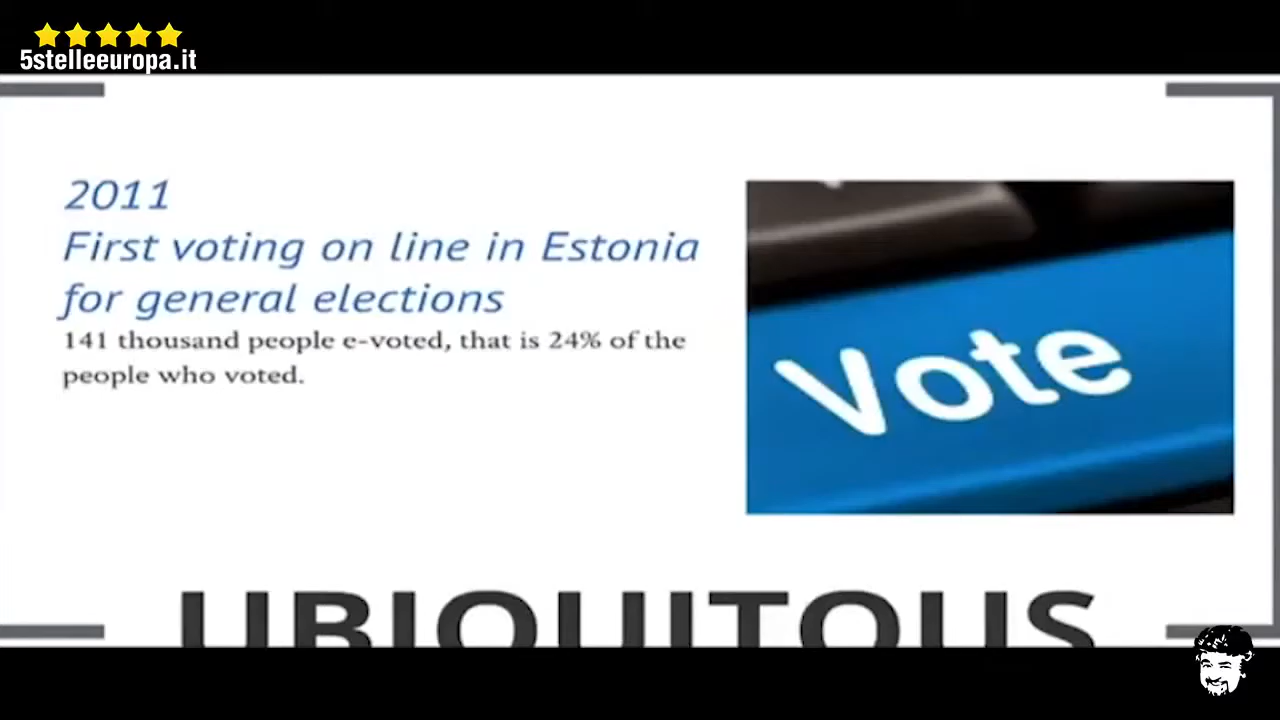 5stelleeuropa.it
2011
First voting on line in Estonia
for general elections
141 thousand people e-voted, that is 24% of the
people who voted.
Vote
UBIQUITOUS